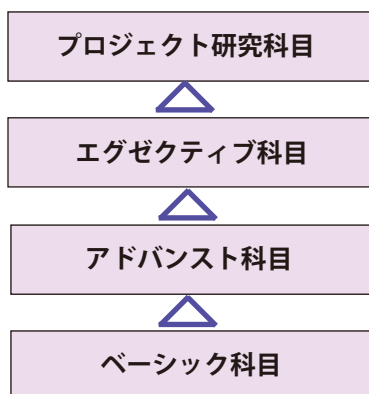 プロジェクト研究科目
エグゼクティブ科目
アドバンスト科目
ベーシック科目